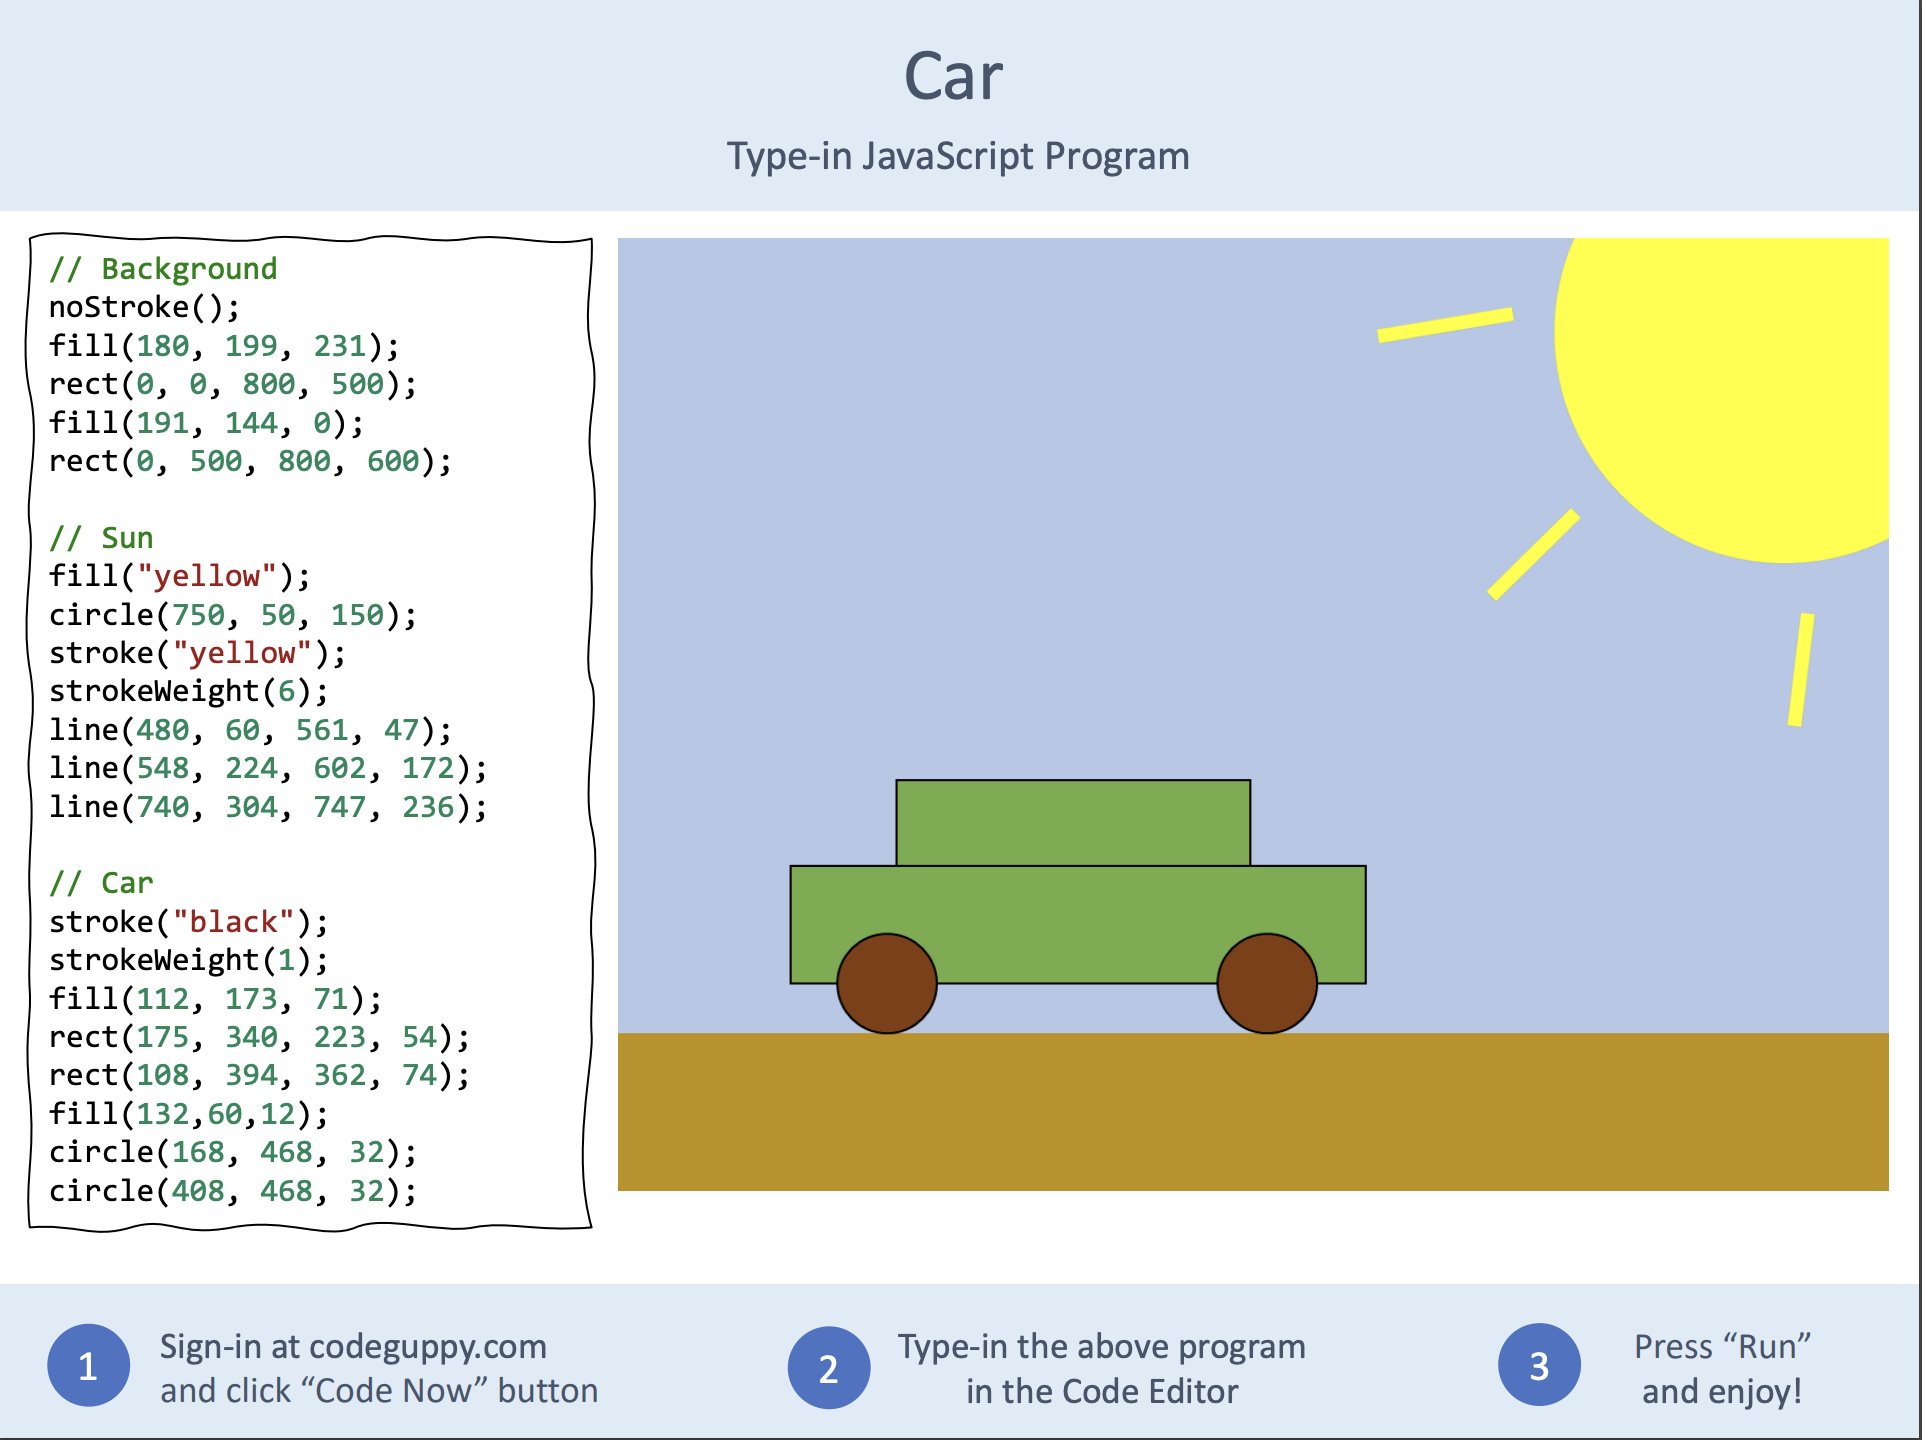 Car
Type-in JavaScript Program
// Background
noStroke();
fill(180, 199, 231);
rect(0, 0, 800, 500);
fill(191, 144, 0);
rect(0, 500, 800, 600);

// Sun
fill("yellow");
circle(750, 50, 150);
stroke("yellow");
strokeWeight(6);
line(480, 60, 561, 47);
line(548, 224, 602, 172);
line(740, 304, 747, 236);

// Car
stroke("black");
strokeWeight(1);
fill(112, 173, 71);
rect(175, 340, 223, 54);
rect(108, 394, 362, 74);
fill(132,60,12);
circle(168, 468, 32);
circle(408, 468, 32);
1
Sign-in at codeguppy.com
and click “Code Now” button
2
Type-in the above program
in the Code Editor
3
Press “Run”
and enjoy!